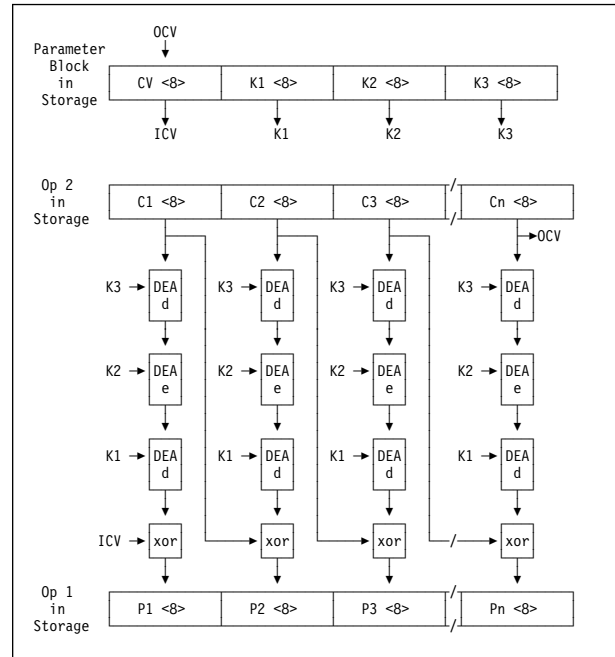 OCV
Parameter
Block
in
Storage
CV <8> K1 <8> K2 <8> K3 <8>
ICV K1 K2 K3
Op 2
in
Storage
C1 <8> C2 <8> C3 <8> / Cn <8>
/
OCV
K3 DEA K3 DEA K3 DEA K3 DEA
d d d d
K2 DEA K2 DEA K2 DEA K2 DEA
e e e e
K1 DEA K1 DEA K1 DEA K1 DEA
d d d d
ICV xor xor xor / xor
Op 1
in
Storage
P1 <8> P2 <8> P3 <8> / Pn <8>
/